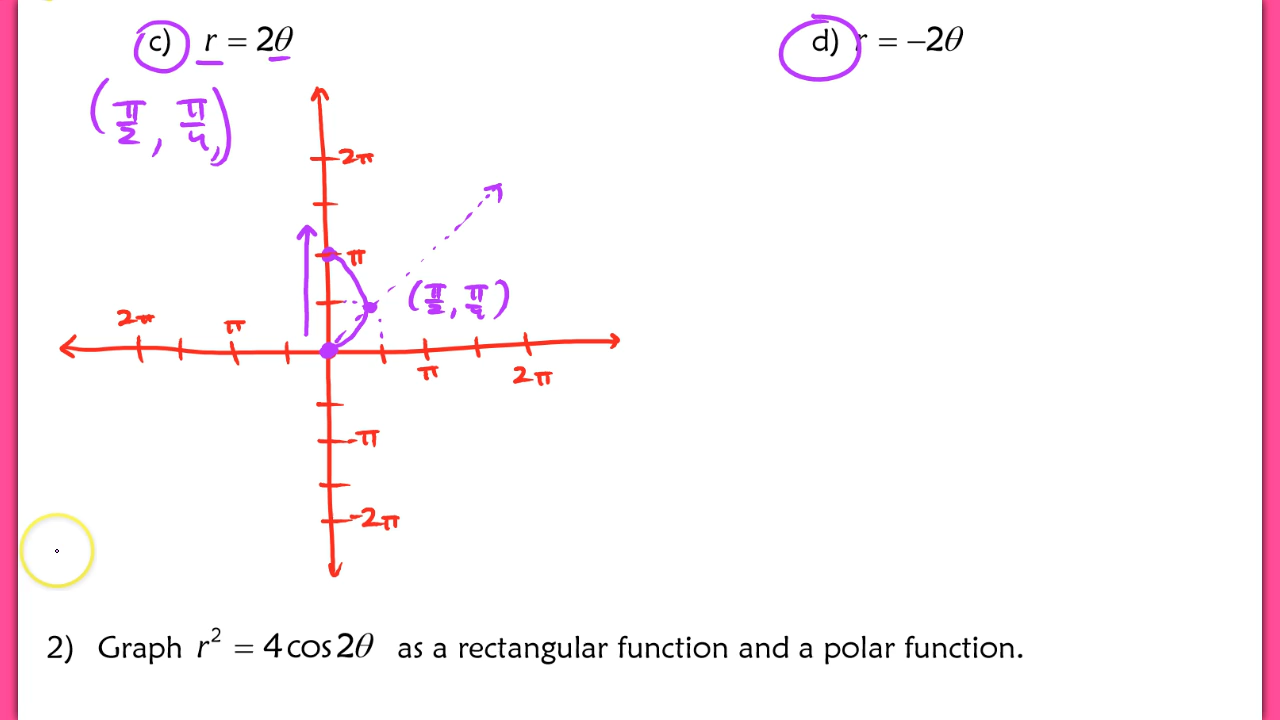 c) r = 2θ
d) r = −2θ
(π/2, π/4)
2π
π
(π/2, π/4)
2π
π
π
2π
-π
-2π
2) Graph r² = 4cos2θ as a rectangular function and a polar function.